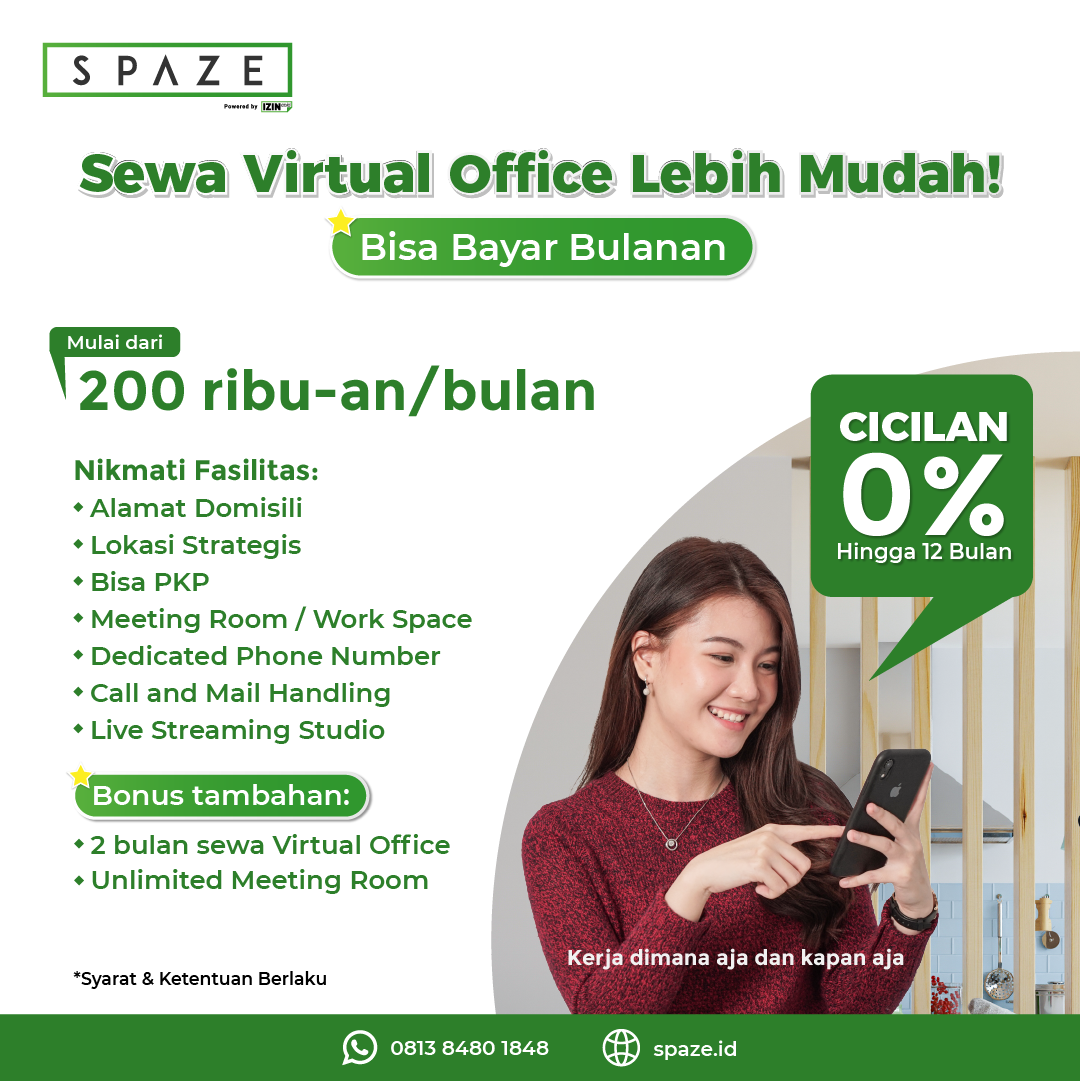 SPAZE
Powered by IZIN
Sewa Virtual Office Lebih Mudah!
Bisa Bayar Bulanan
Mulai dari
200 ribu-an/bulan
CICILAN
0%
Hingga 12 Bulan
Nikmati Fasilitas:
Alamat Domisili
Lokasi Strategis
Bisa PKP
Meeting Room / Work Space
Dedicated Phone Number
Call and Mail Handling
Live Streaming Studio
Bonus tambahan:
2 bulan sewa Virtual Office
Unlimited Meeting Room
Kerja dimana aja dan kapan aja
*Syarat & Ketentuan Berlaku
0813 8480 1848
spaze.id